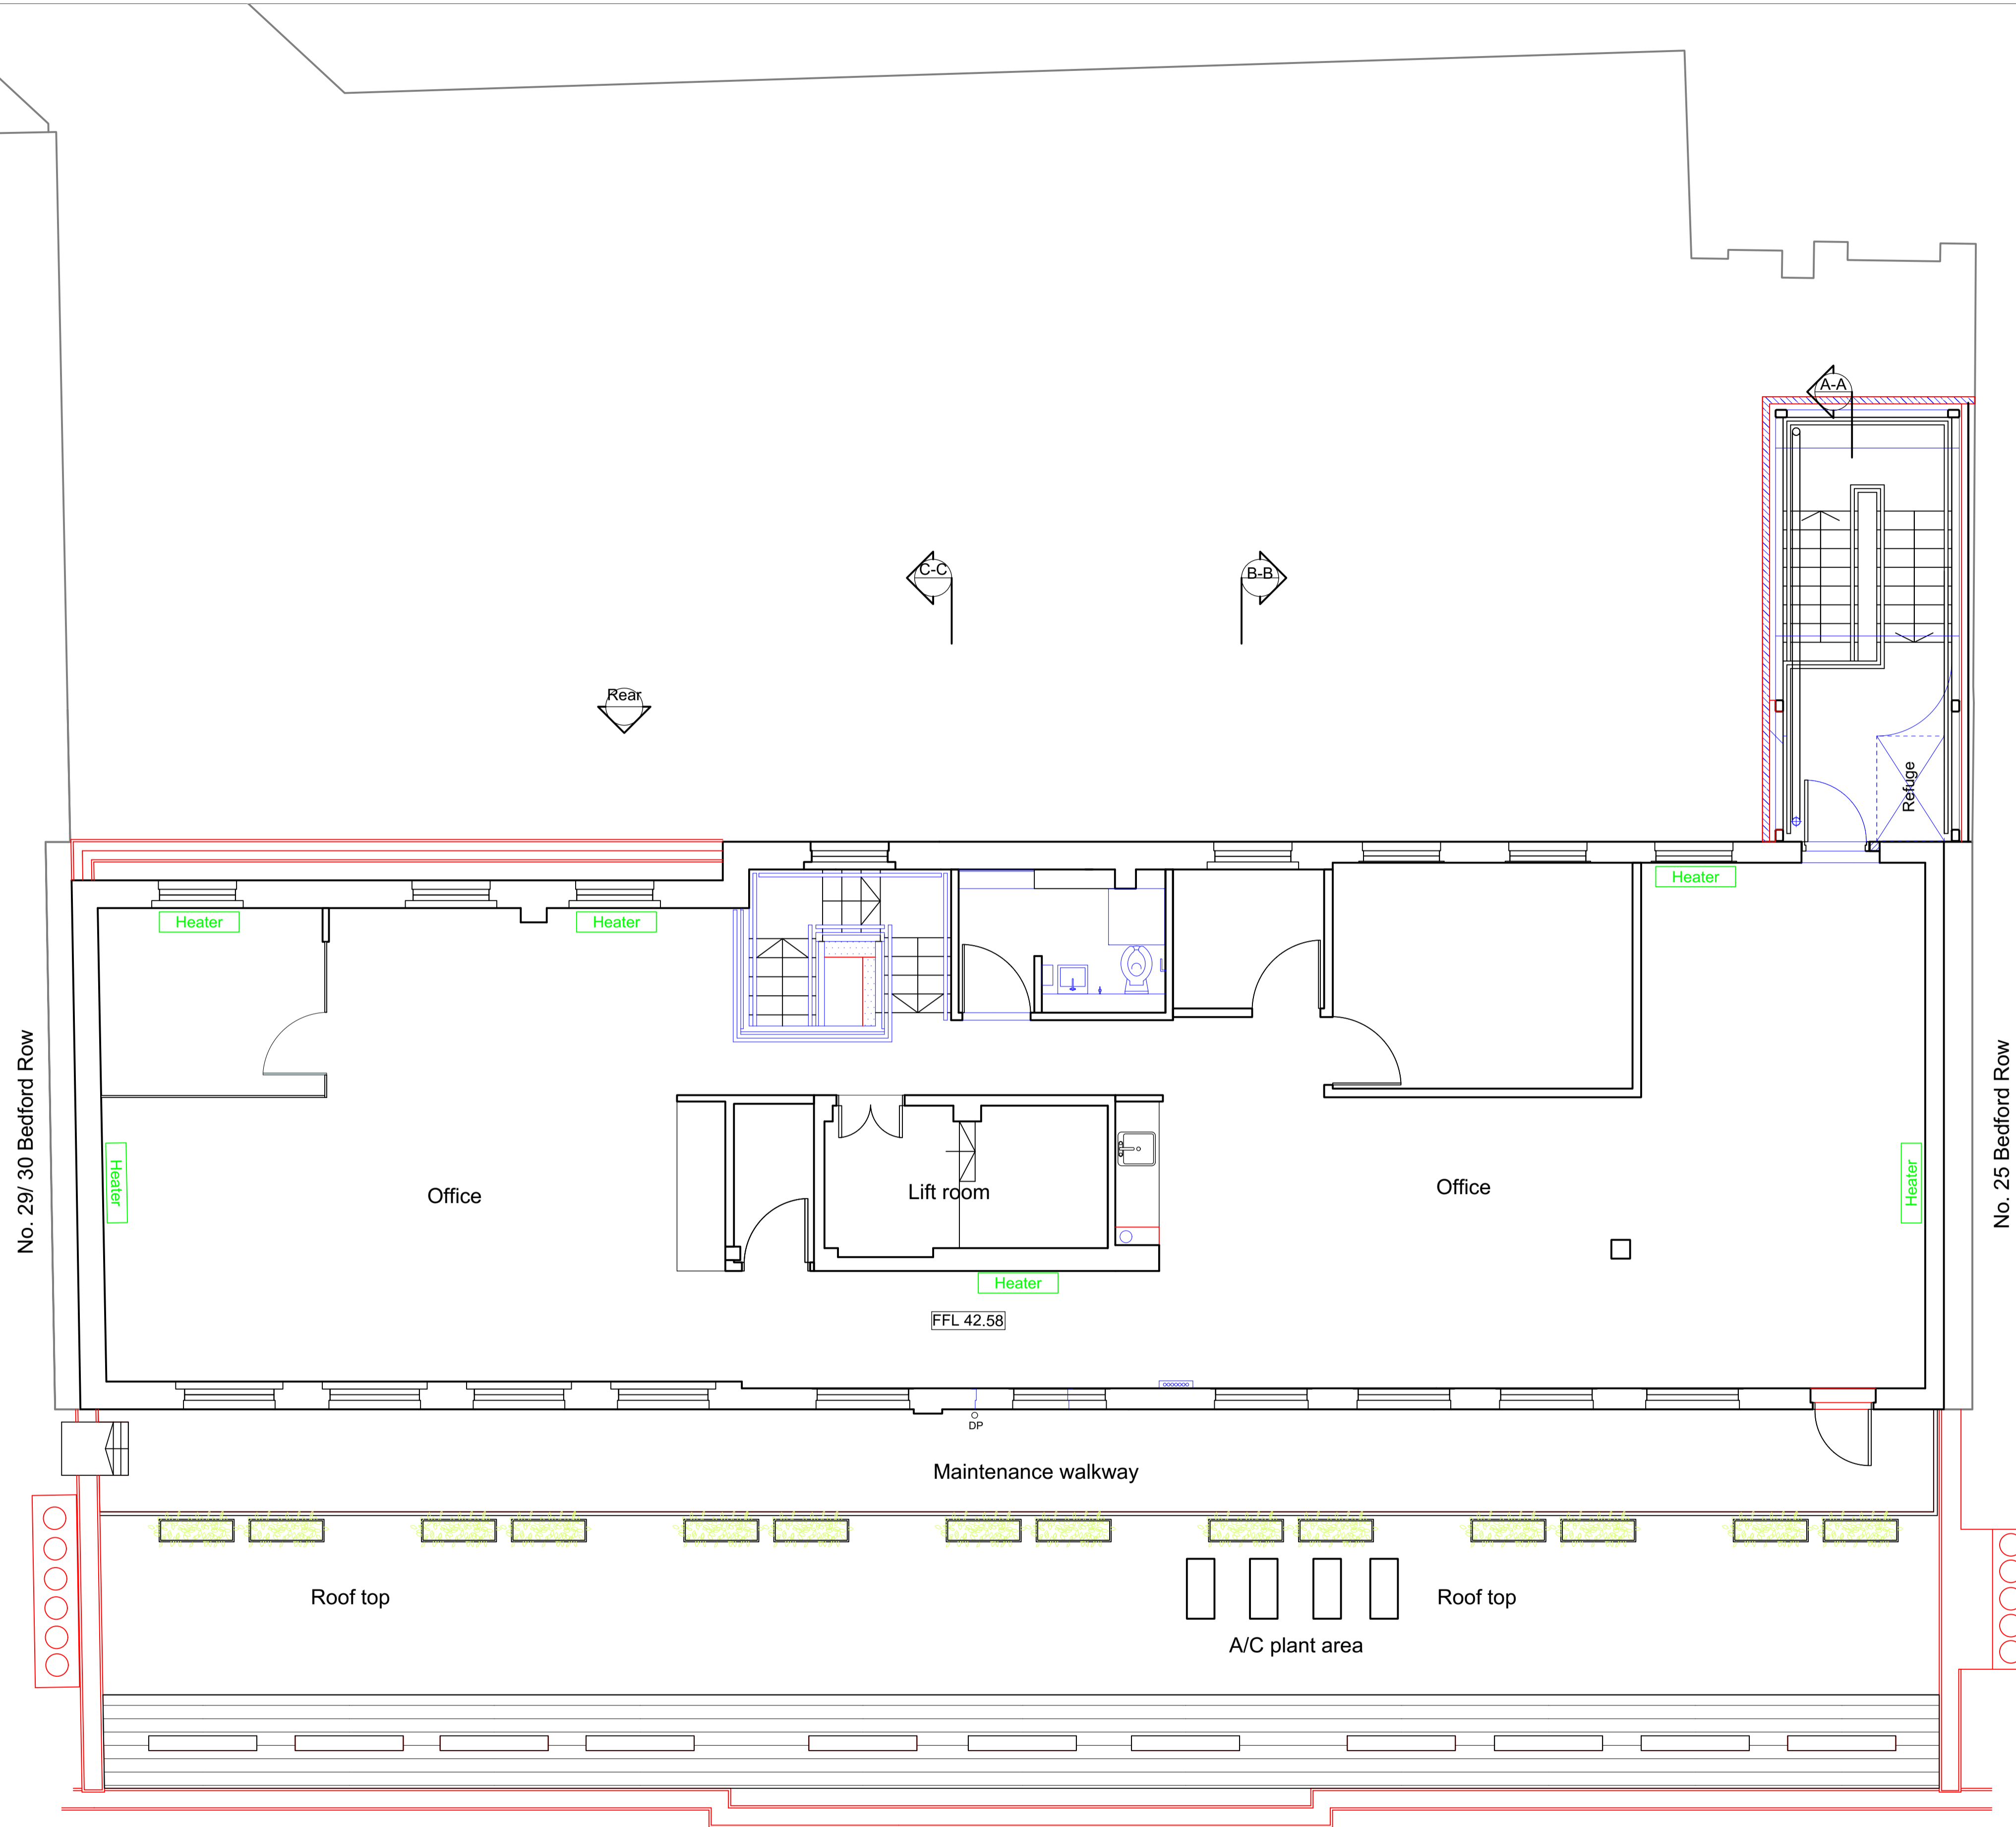 A-A
C-C
B-B
Rear
Refuge
Heater
Heater
Heater
No. 29/ 30 Bedford Row
No. 25 Bedford Row
Heater
Office
Lift room
Office
Heater
Heater
FFL 42.58
DP
Maintenance walkway
Roof top
Roof top
A/C plant area